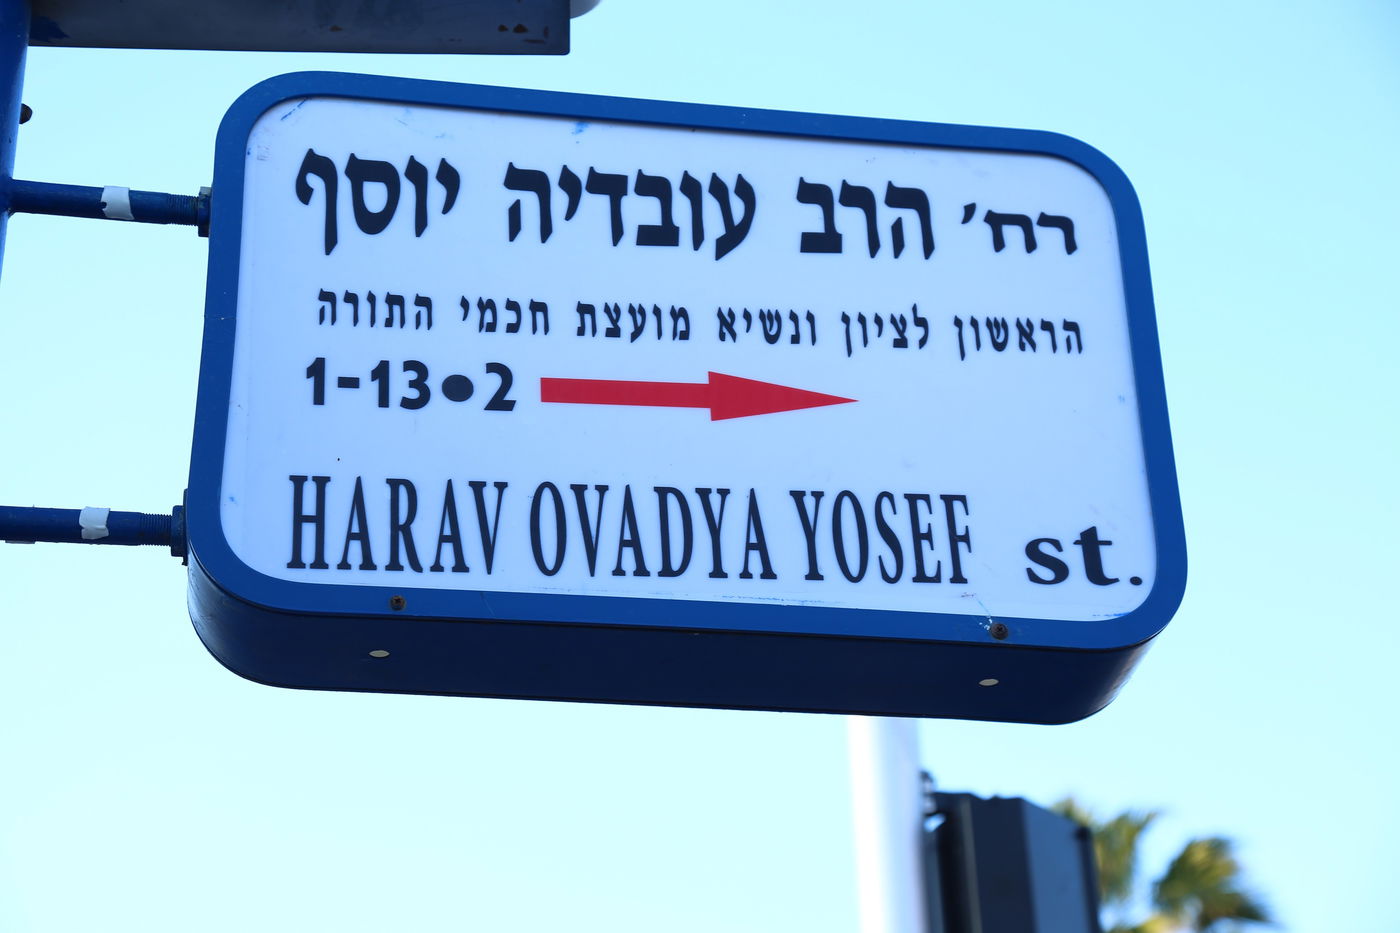 רח' הרב עובדיה יוסף
הראשון לציון ונשיא מועצת חכמי התורה
1-13•2
HARAV OVADYA YOSEF st.